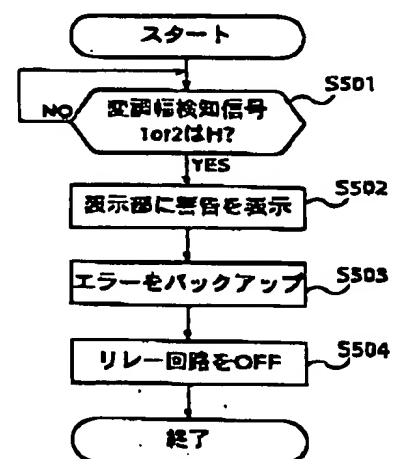 スタート
S501
変調幅検知信号
NO
1or2はH?
YES
S502
表示部に警告を表示
S503
エラーをバックアップ
S504
リレー回路をOFF
終了